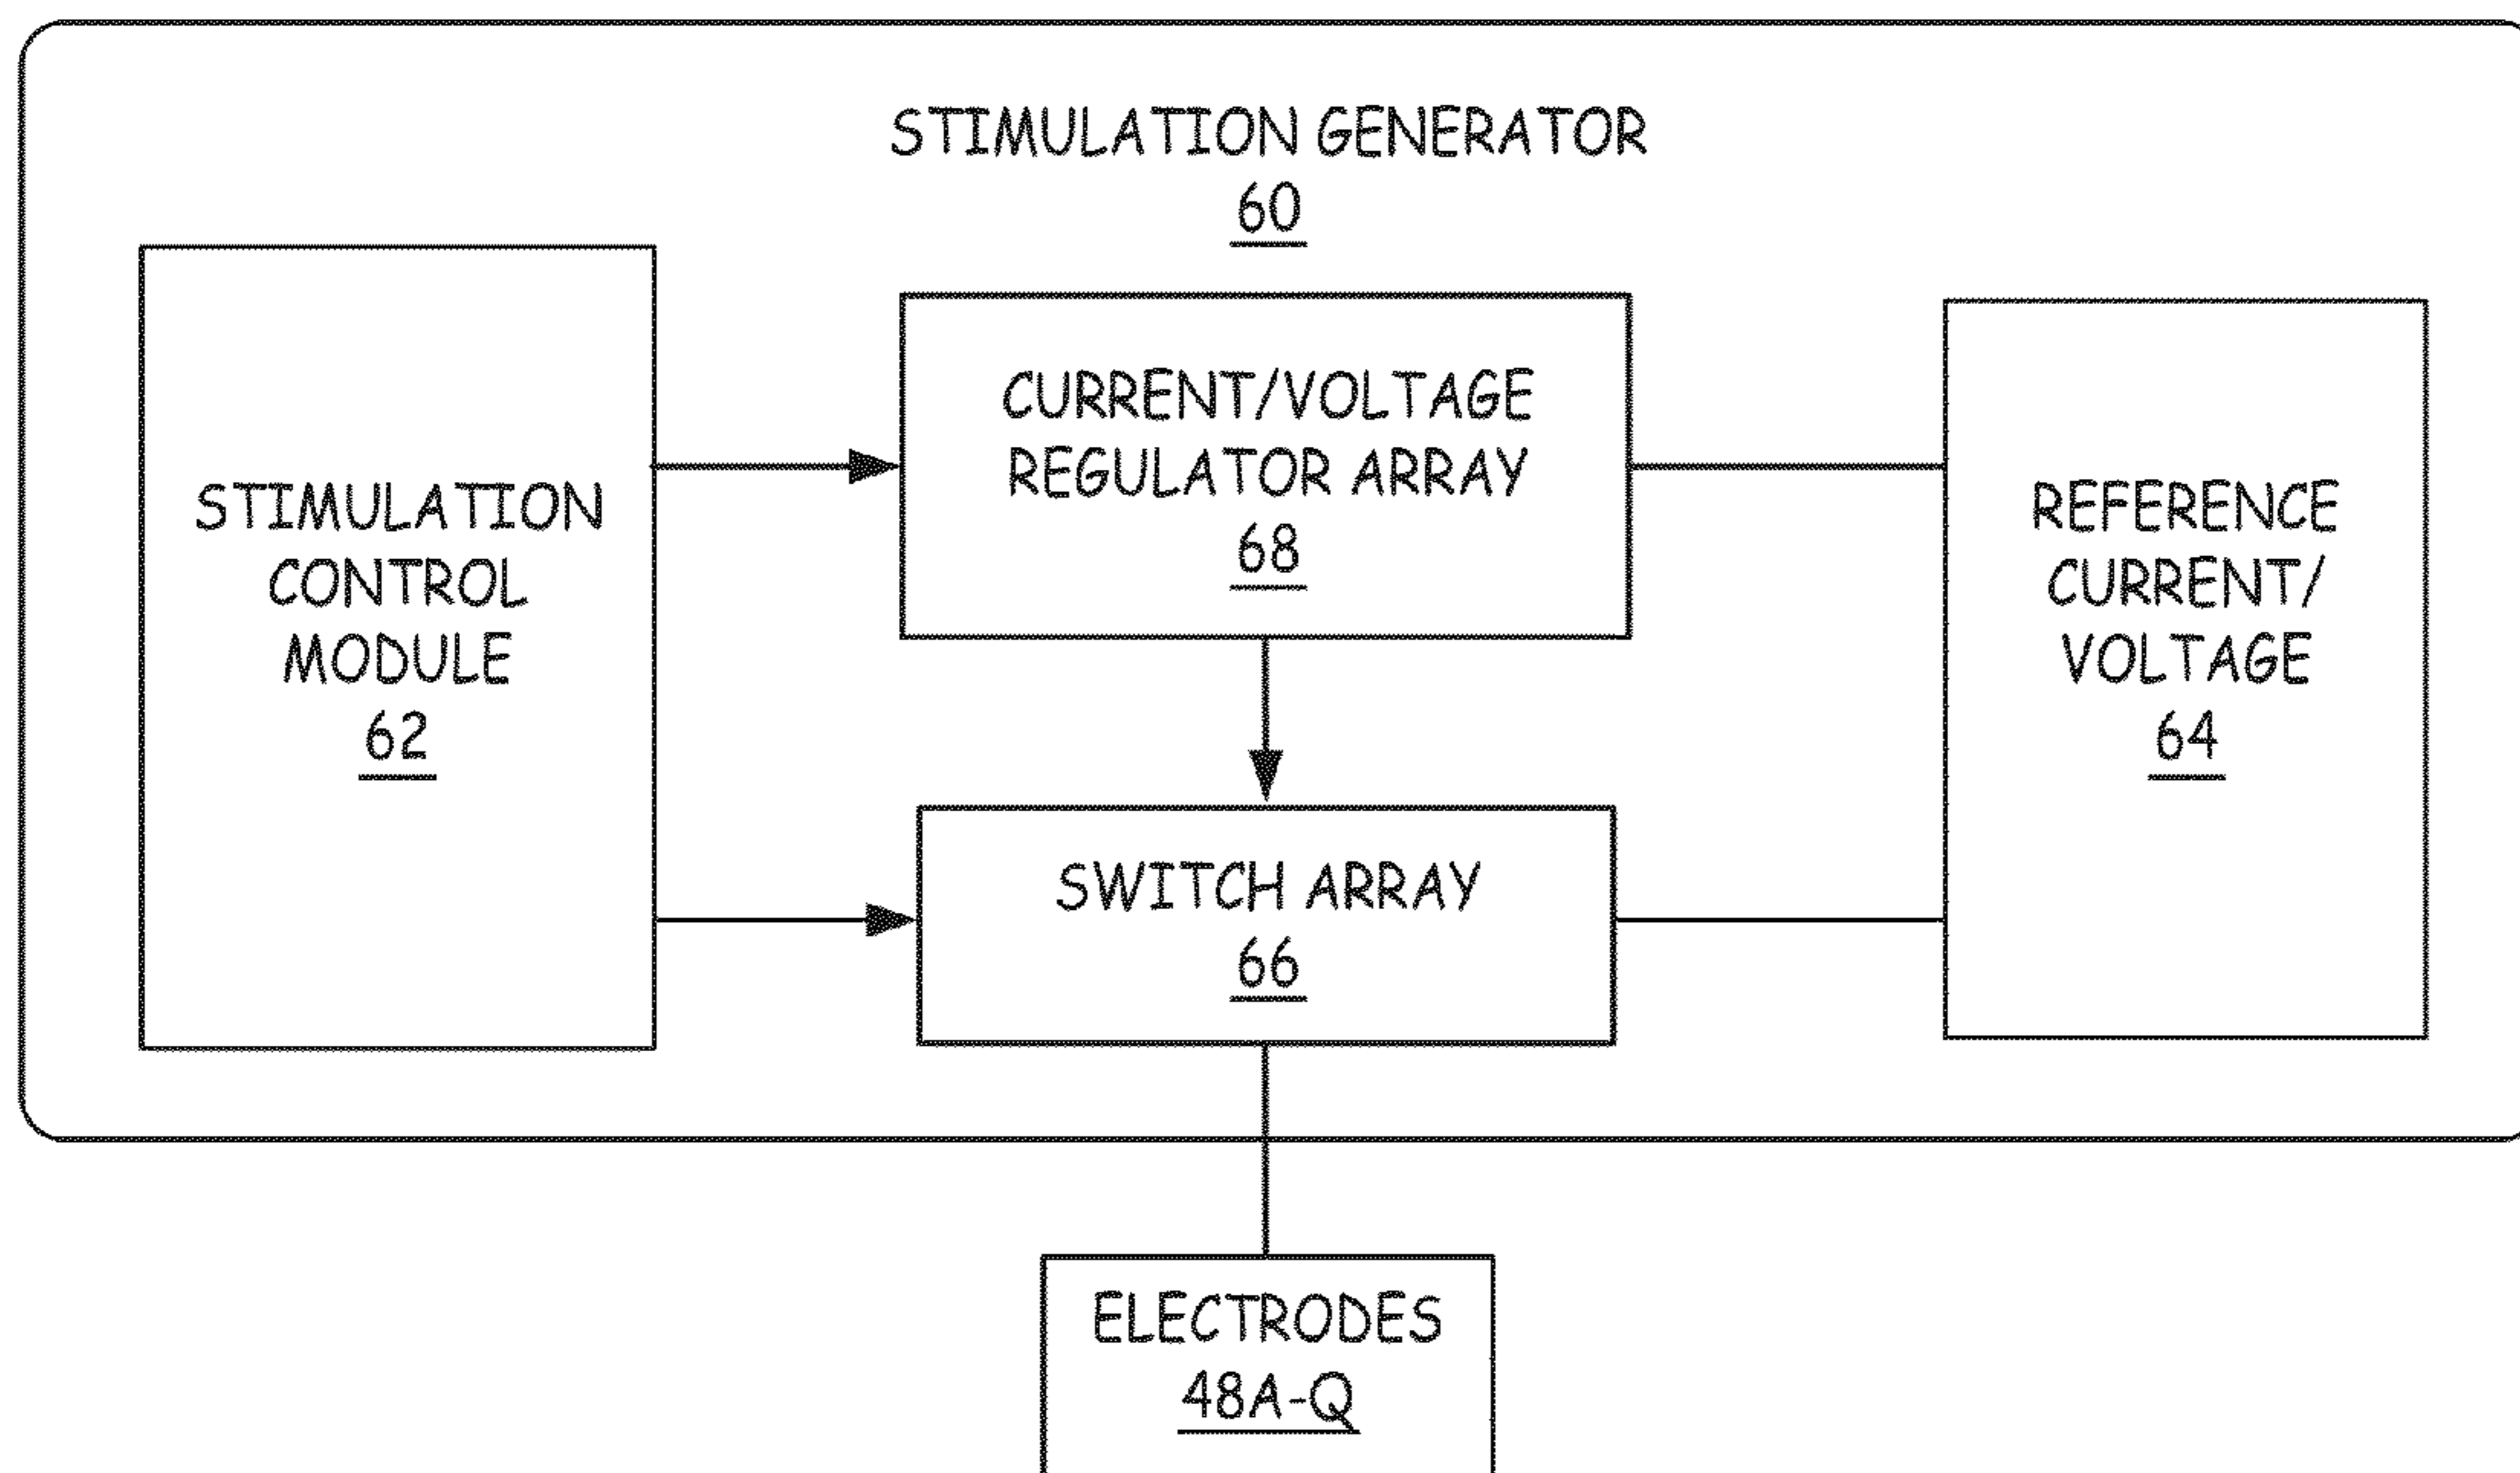 STIMULATION GENERATOR
60
STIMULATION
CONTROL
MODULE
62
CURRENT/VOLTAGE
REGULATOR ARRAY
68
REFERENCE
CURRENT/
VOLTAGE
64
SWITCH ARRAY
66
ELECTRODES
48A-Q